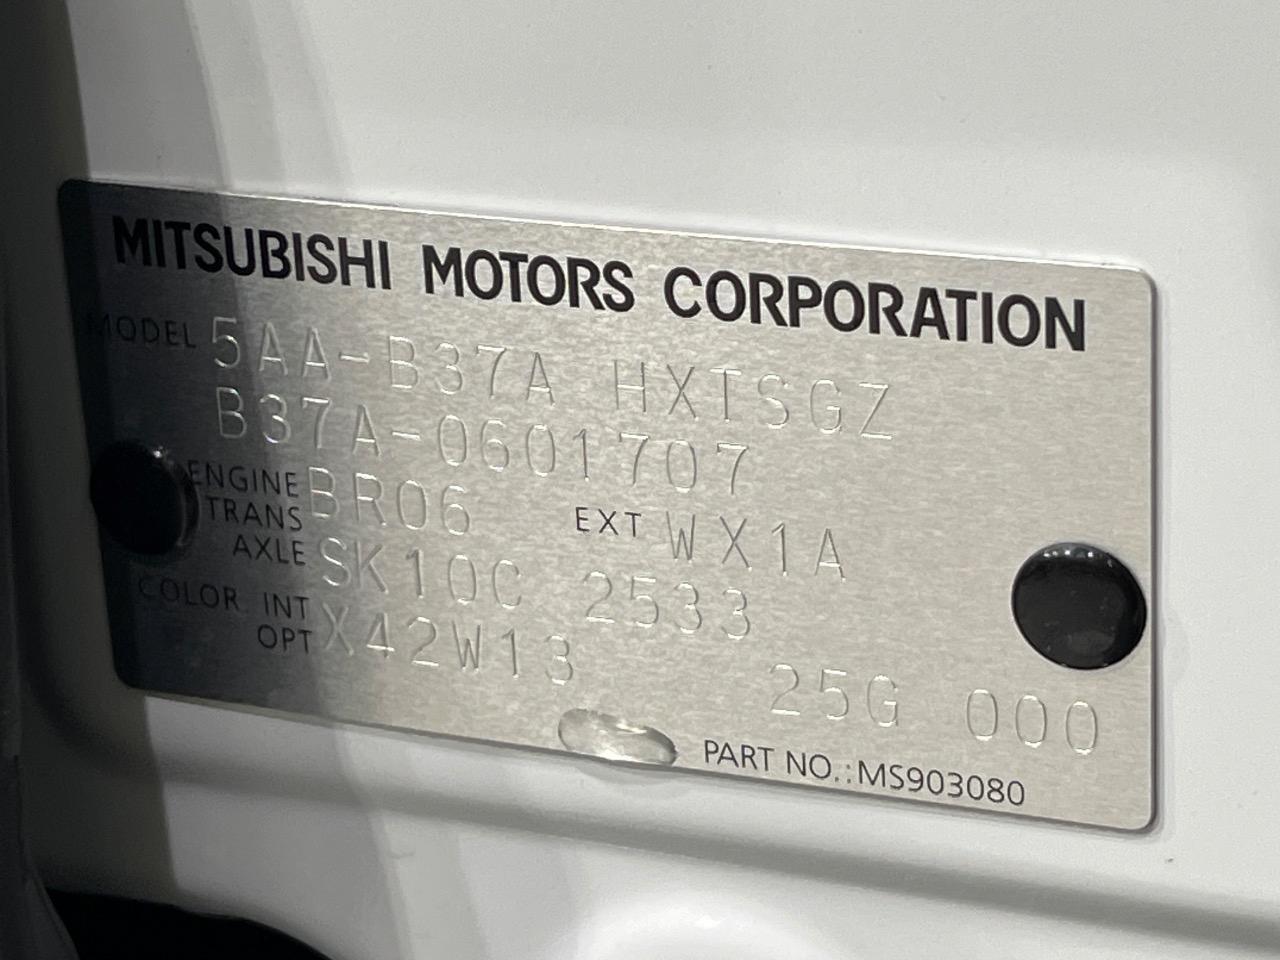 MITSUBISHI MOTORS CORPORATION
MODEL 5AA-B37A HXTSGZ
B37A-0601707
ENGINE BR06 EXT WX1A
TRANS
AXLE SK10C 2533
COLOR INT
OPT X42W13 25G 000
PART NO.:MS903080